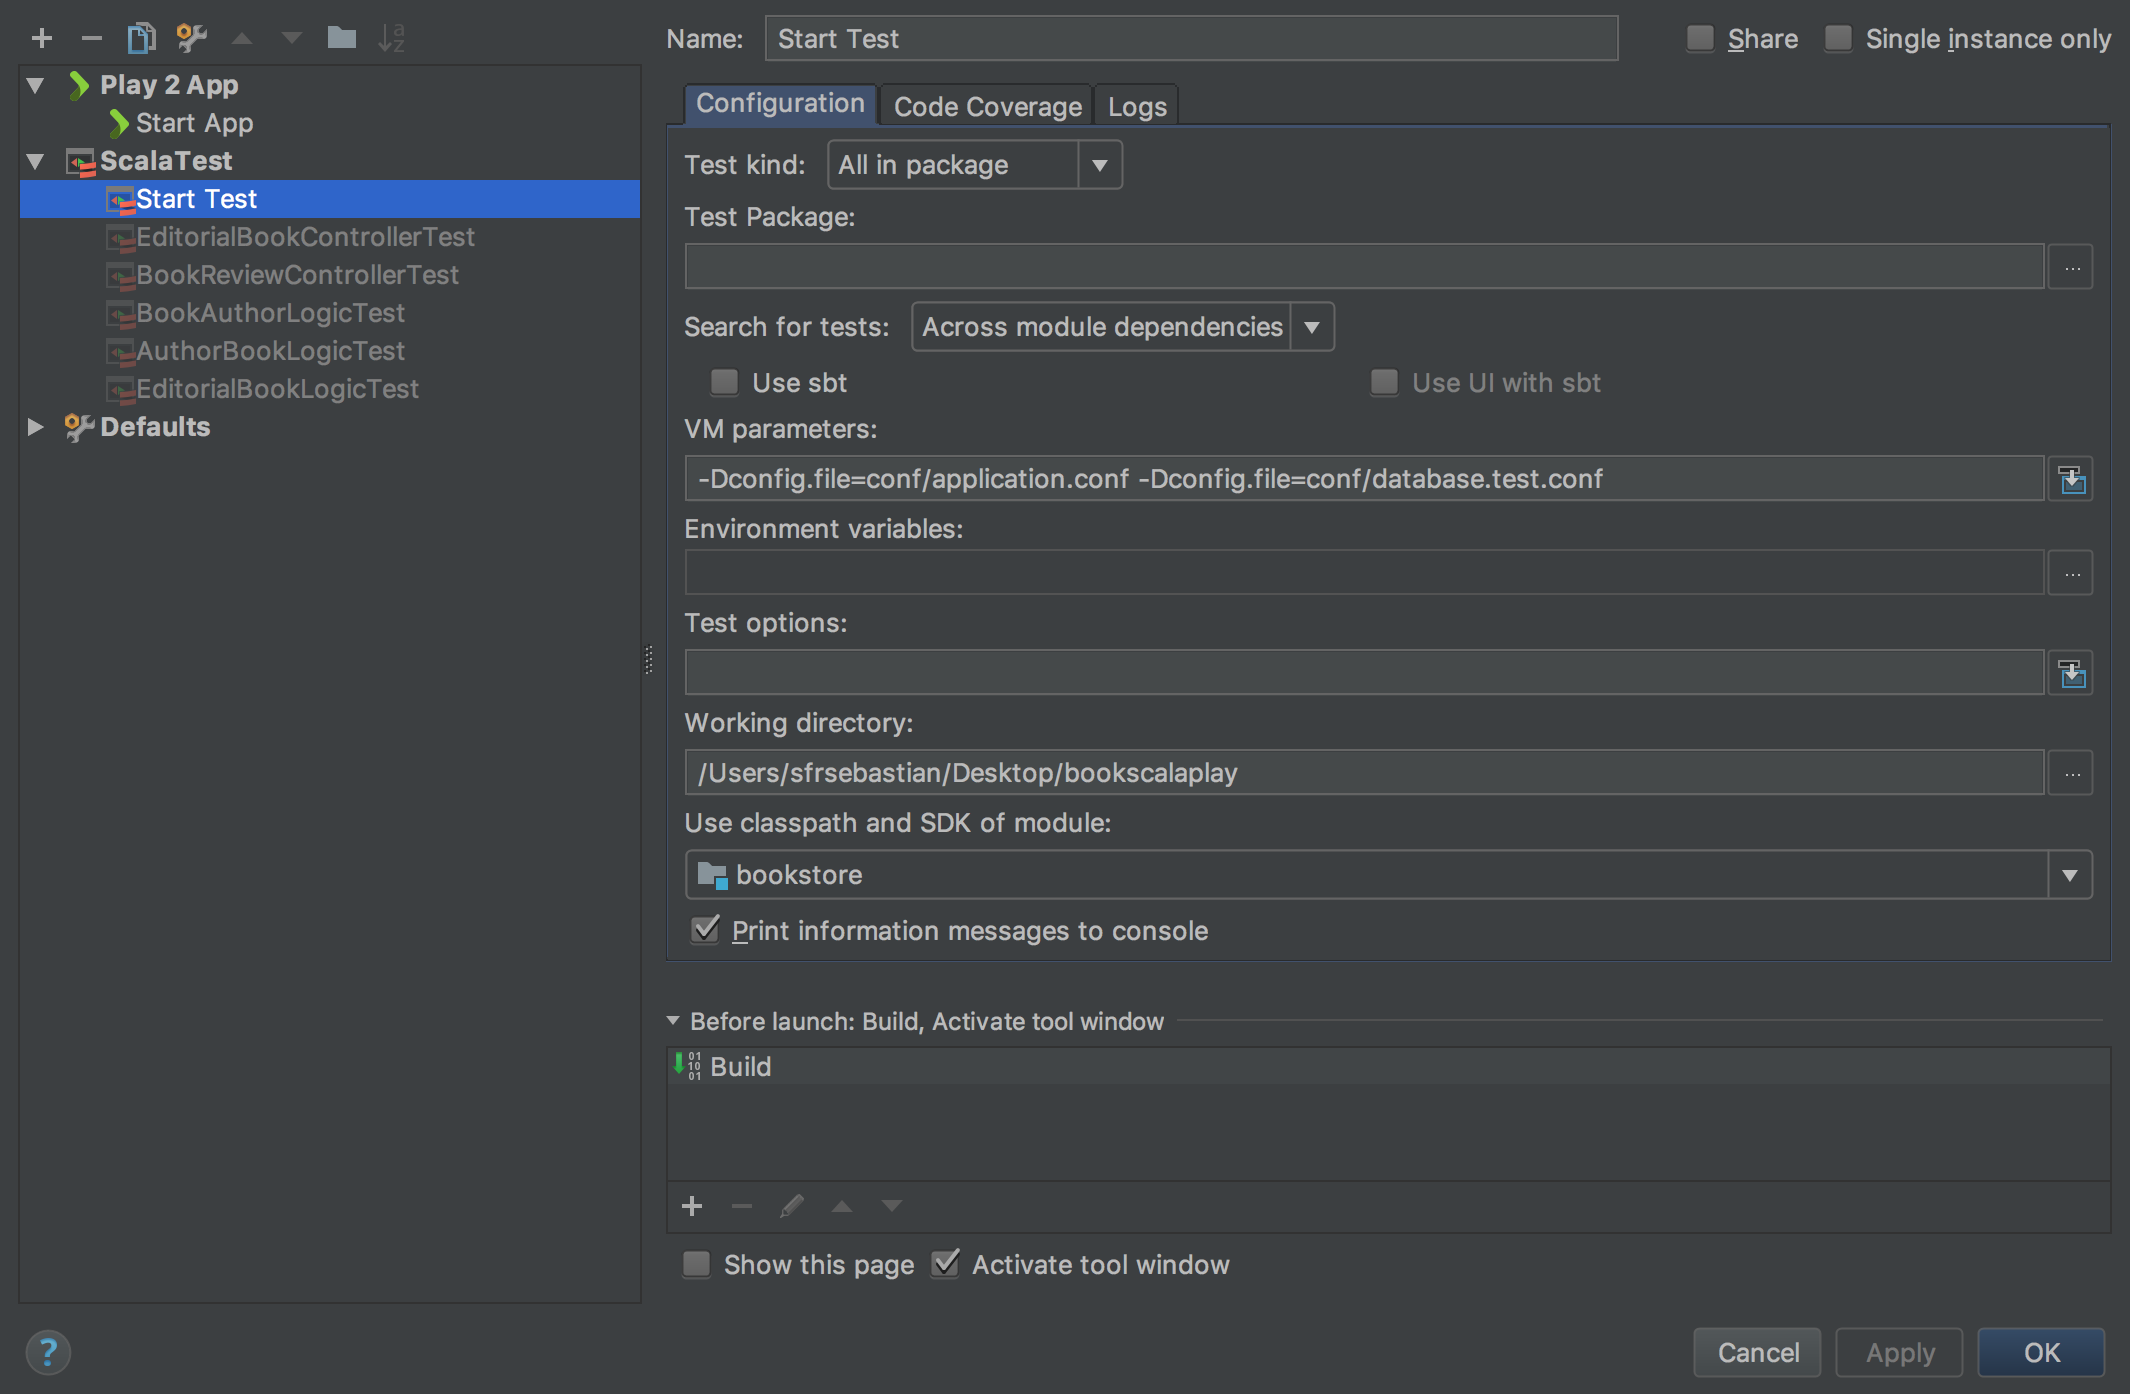 Play 2 App
Start App
ScalaTest
Start Test
EditorialBookControllerTest
BookReviewControllerTest
BookAuthorLogicTest
AuthorBookLogicTest
EditorialBookLogicTest
Defaults
Name: Start Test Share Single instance only
Configuration Code Coverage Logs
Test kind: All in package
Test Package:
...
Search for tests: Across module dependencies
Use sbt Use UI with sbt
VM parameters:
-Dconfig.file=conf/application.conf -Dconfig.file=conf/database.test.conf
Environment variables:
...
Test options:
Working directory:
/Users/sfrsebastian/Desktop/bookscalaplay ...
Use classpath and SDK of module:
bookstore
Print information messages to console
Before launch: Build, Activate tool window
Build
Show this page Activate tool window
? Cancel Apply OK